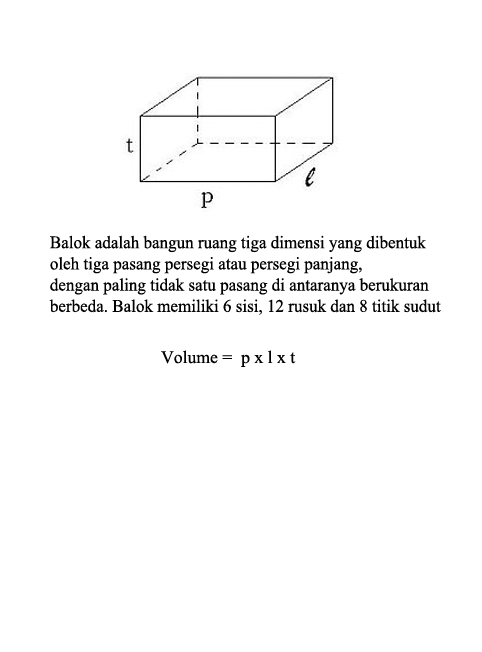 t
ℓ
p
Balok adalah bangun ruang tiga dimensi yang dibentuk
oleh tiga pasang persegi atau persegi panjang,
dengan paling tidak satu pasang di antaranya berukuran
berbeda. Balok memiliki 6 sisi, 12 rusuk dan 8 titik sudut
Volume = p x l x t